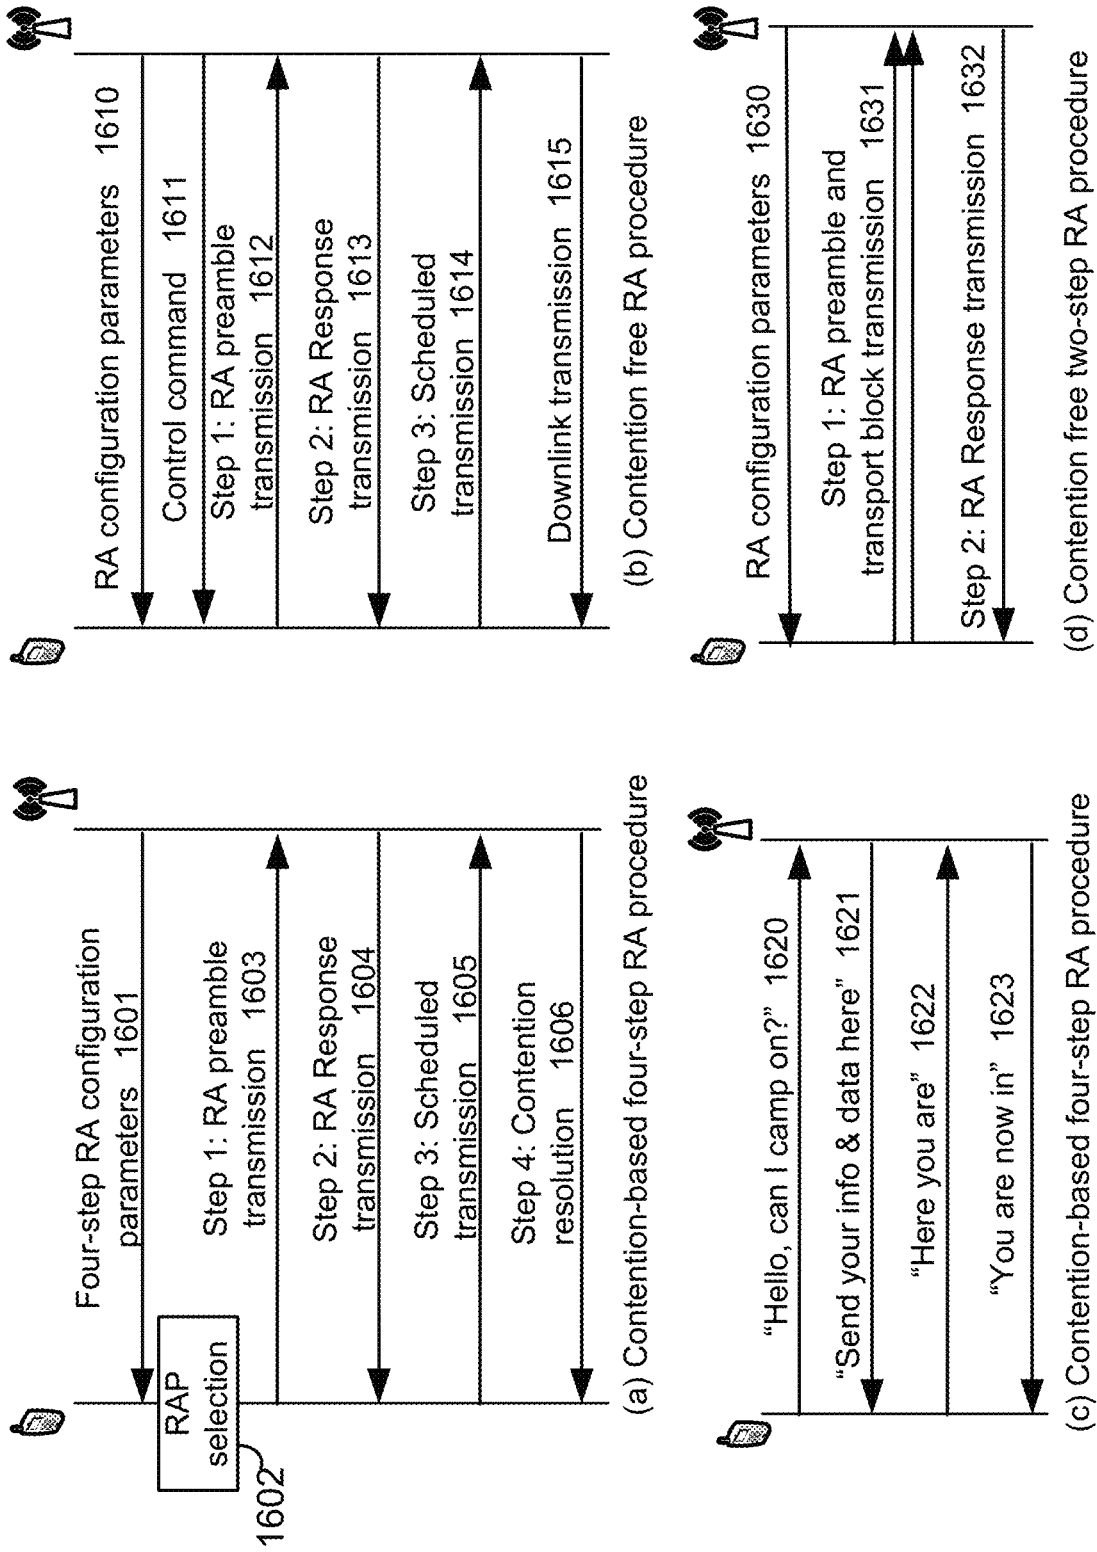 Four-step RA configuration
parameters 1601
RAP
selection
1602
Step 1: RA preamble
transmission 1603
Step 2: RA Response
transmission 1604
Step 3: Scheduled
transmission 1605
Step 4: Contention
resolution 1606
(a) Contention-based four-step RA procedure
RA configuration parameters 1610
Control command 1611
Step 1: RA preamble
transmission 1612
Step 2: RA Response
transmission 1613
Step 3: Scheduled
transmission 1614
Downlink transmission 1615
(b) Contention free RA procedure
“Hello, can I camp on?” 1620
“Send your info & data here” 1621
“Here you are” 1622
“You are now in” 1623
(c) Contention-based four-step RA procedure
RA configuration parameters 1630
Step 1: RA preamble and
transport block transmission 1631
Step 2: RA Response transmission 1632
(d) Contention free two-step RA procedure